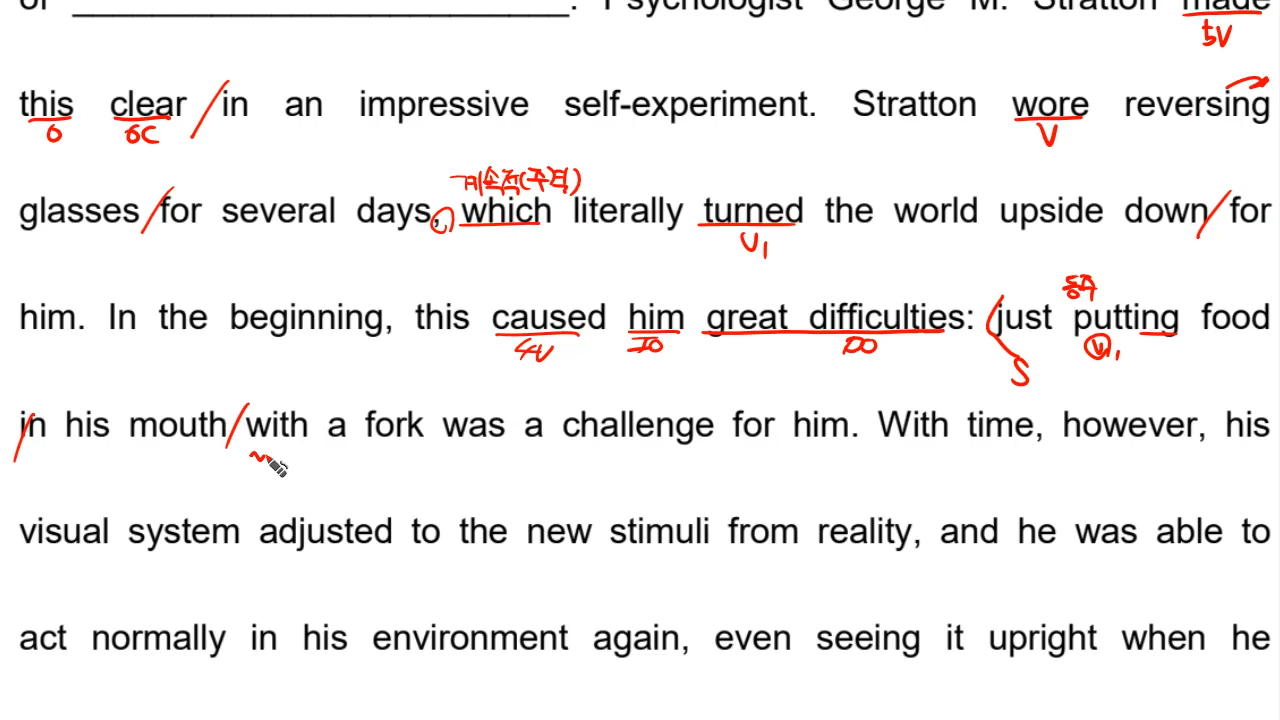 of ___________________________. Psychologist George M. Stratton made
5V
this clear / in an impressive self-experiment. Stratton wore reversing
O OC V
계속적(주격)
glasses / for several days, which literally turned the world upside down / for
V1
동주
him. In the beginning, this caused him great difficulties: just putting food
4V IO DO S V1
in his mouth / with a fork was a challenge for him. With time, however, his
visual system adjusted to the new stimuli from reality, and he was able to
act normally in his environment again, even seeing it upright when he